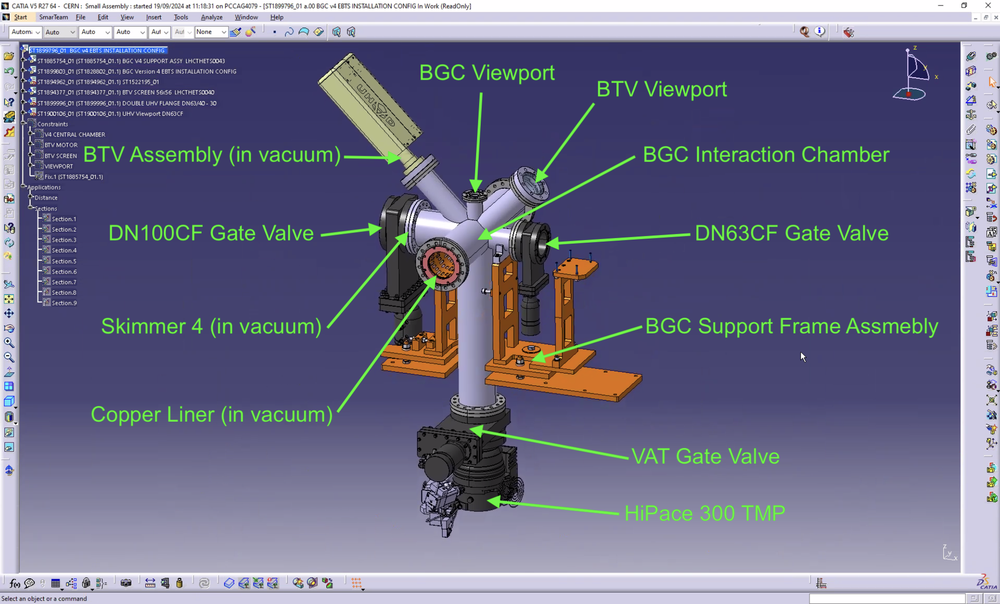 CATIA V5 R27 64 -   CERN :  Small Assembly : started 19/09/2024 at 11:18:31 on PCCAG4079 - [ST1899796_01 a.00 BGC v4 EBTS INSTALLATION CONFIG In Work (ReadOnly]
Start SmarTeam File Edit View Insert Tools Analyze Window Help
Auto Auto Auto None
ST1899796_01 BGC v4 EBTS INSTALLATION CONFIG
ST1885754_01 (ST1885754_01.1) BGC V4 SUPPORT ASSY LHCTHETS0043
ST1899803_01 (ST1828802_01.1) BGC Version 4 EBTS INSTALLATION CONFIG
ST1894962_01 (ST1894962_01.1) ST1522195_01
ST1894377_01 (ST1894377_01.1) BTV SCREEN 56x56 LHCTHETS0040
ST1899996_01 (ST1899996_01.1) DOUBLE UHV FLANGE DN63/40 - 30
ST1900106_01 (ST1900106_01.1) UHV Viewport DN63CF
Constraints
V4 CENTRAL CHAMBER
BTV MOTOR
BTV SCREEN
VIEWPORT
Fix.1 (ST1885754_01.1)
Applications
Distance
Sections
Section.1
Section.2
Section.3
Section.4
Section.5
Section.6
Section.7
Section.8
Section.9
BGC Viewport
BTV Viewport
BTV Assembly (in vacuum)
BGC Interaction Chamber
DN100CF Gate Valve
DN63CF Gate Valve
Skimmer 4 (in vacuum)
BGC Support Frame Assmebly
Copper Liner (in vacuum)
VAT Gate Valve
HiPace 300 TMP
z
y
x
z
y
x
CATIA
Select an object or a command